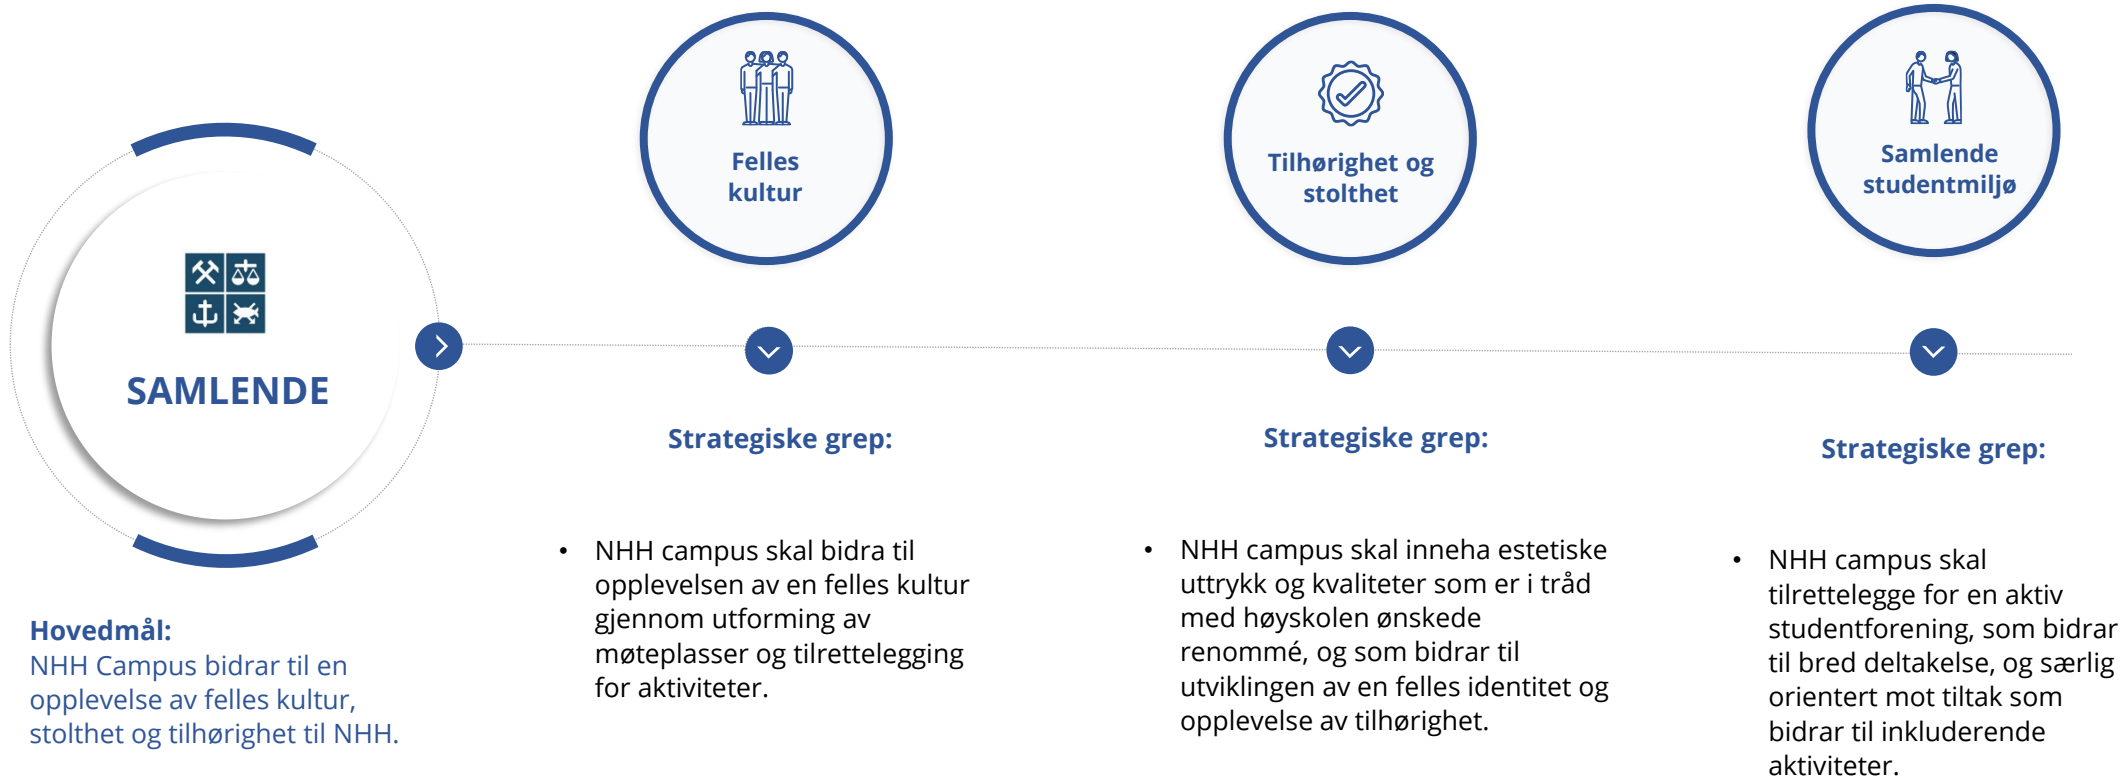 SAMLENDE
Hovedmål:
NHH Campus bidrar til en
opplevelse av felles kultur,
stolthet og tilhørighet til NHH.
Felles
kultur
Strategiske grep:
• NHH campus skal bidra til
opplevelsen av en felles kultur
gjennom utforming av
møteplasser og tilrettelegging
for aktiviteter.
Tilhørighet og
stolthet
Strategiske grep:
• NHH campus skal inneha estetiske
uttrykk og kvaliteter som er i tråd
med høyskolen ønskede
renommé, og som bidrar til
utviklingen av en felles identitet og
opplevelse av tilhørighet.
Samlende
studentmiljø
Strategiske grep:
• NHH campus skal
tilrettelegge for en aktiv
studentforening, som bidrar
til bred deltakelse, og særlig
orientert mot tiltak som
bidrar til inkluderende
aktiviteter.